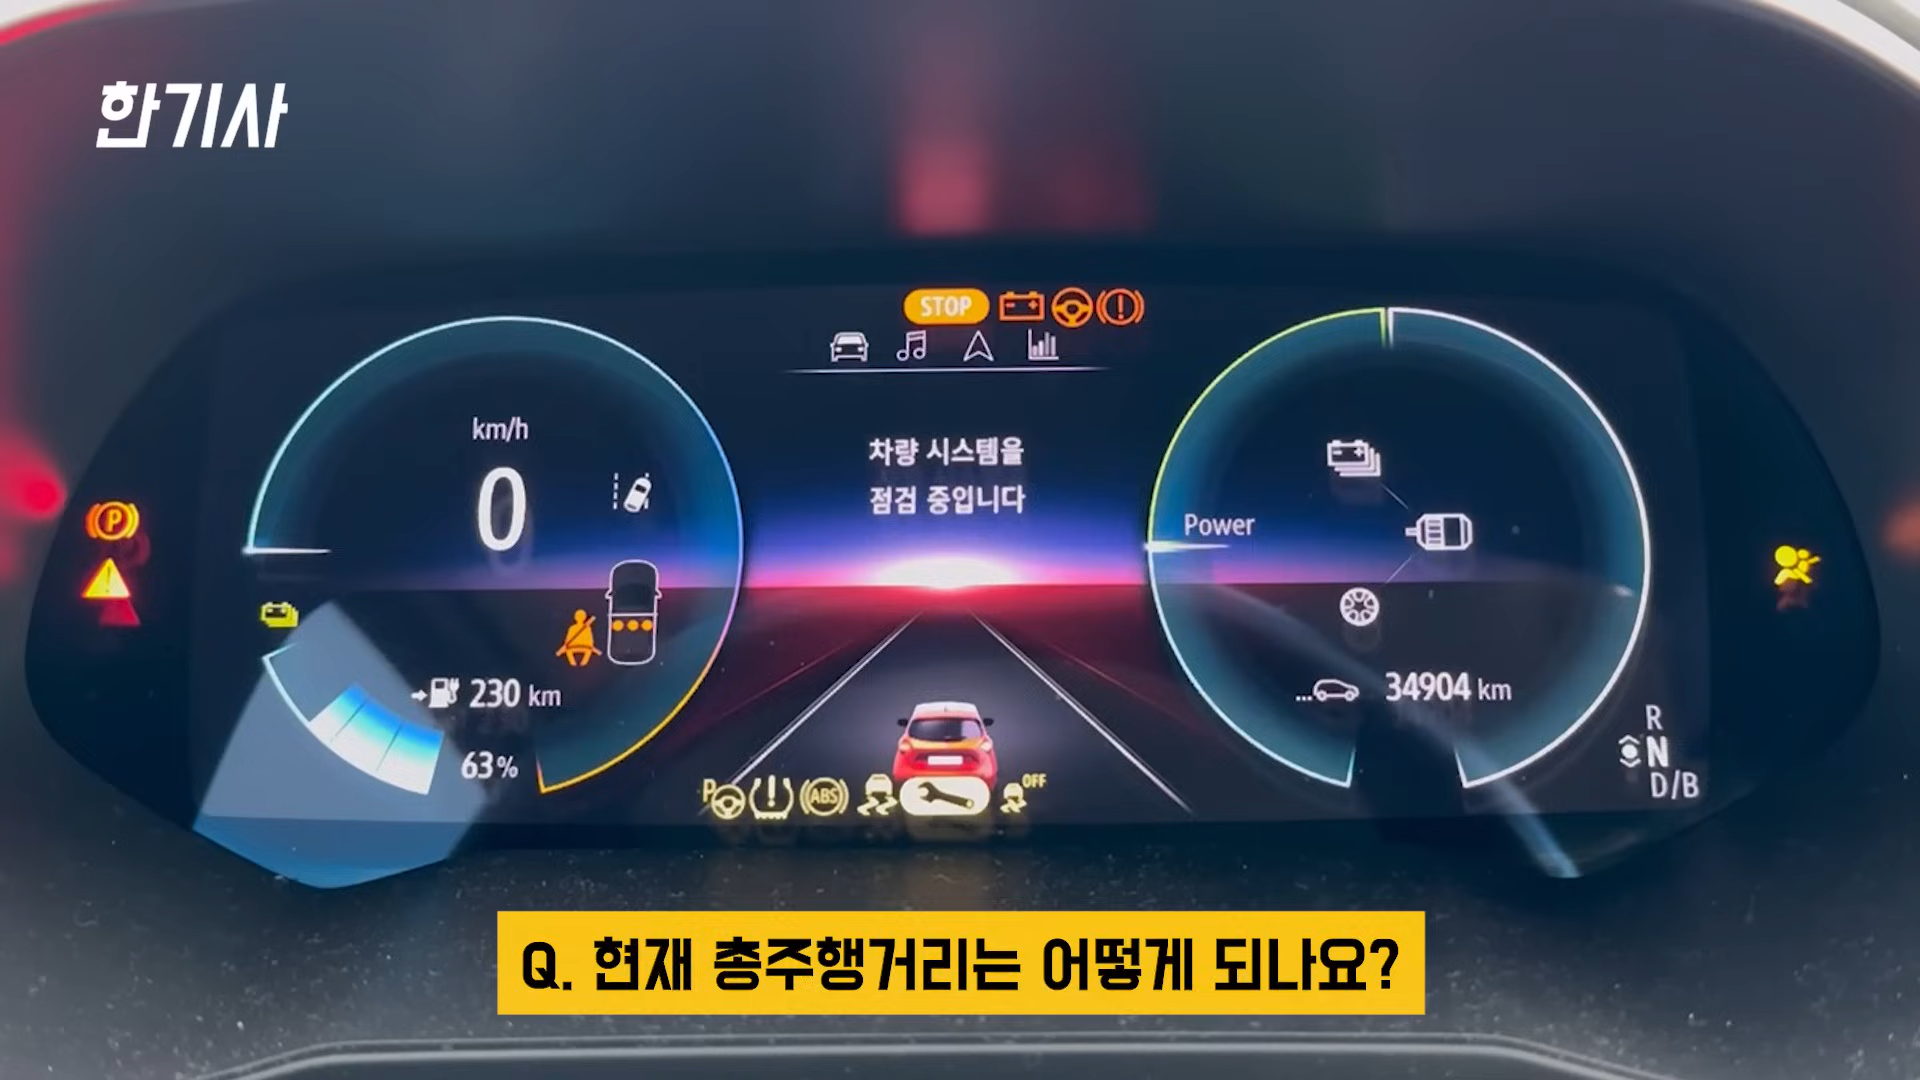 한기사
STOP
km/h
0
차량 시스템을
점검 중입니다
Power
P
230 km
63%
...34904 km
R
N
D/B
P
ABS
OFF
Q. 현재 총주행거리는 어떻게 되나요?